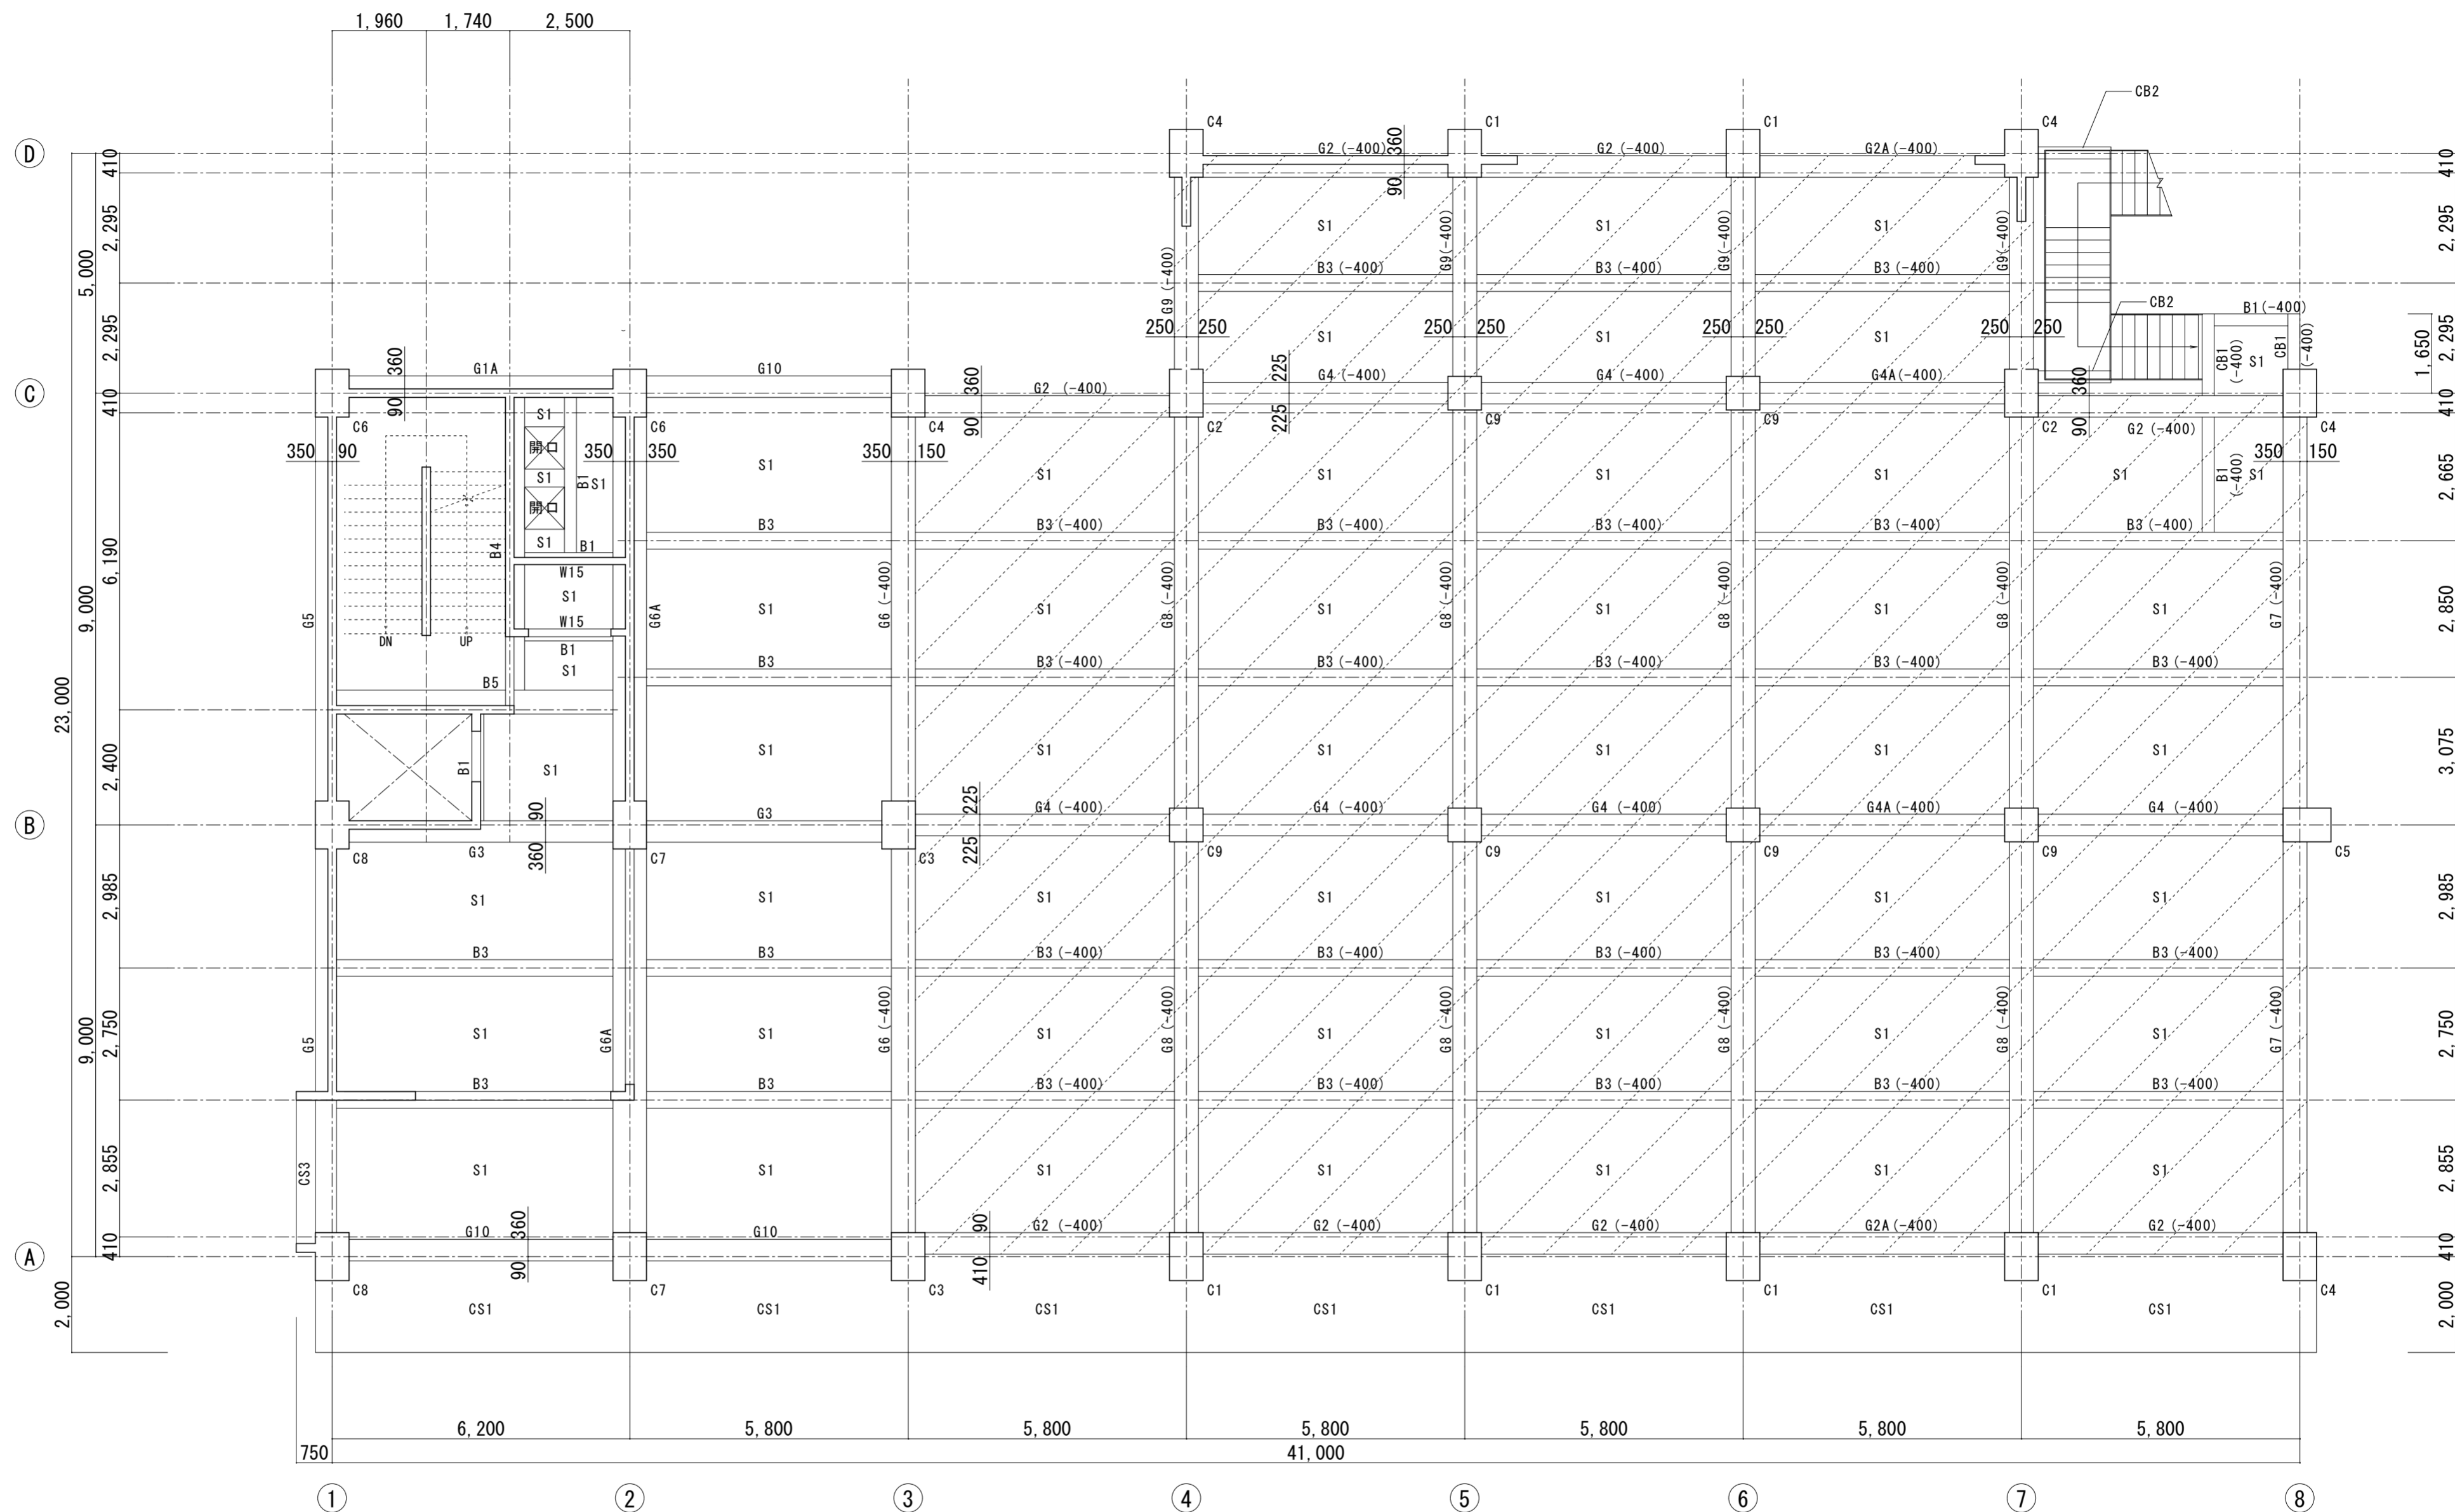 1,960 1,740 2,500
CB2
C4 C1 C1 C4
D 410 G2 (-400) 360 G2 (-400) G2A(-400) 410
90
5,000 2,295 S1 S1 S1 2,295
G9 (-400) G9(-400) G9(-400) G9(-400)
B3 (-400) B3 (-400) B3 (-400)
CB2
B1(-400)
250 250 250 250 250 250 250 250
2,295 S1 S1 S1 2,295 1,650
CB1 (-400) S1 CB1 (-400)
G1A 360 G10 360 G2 (-400) 225 G4 (-400) G4 (-400) G4A(-400) 360
C 410 90 90 225 90 410
S1
C6 C6 C4 C2 C9 C9 C2 G2 (-400) C4
350 90 開口 350 350 350 150 350 150
S1 S1 S1 S1 S1 S1 S1 2,665
S1 B1 S1 B1 (-400)
開口
B3 B3 (-400) B3 (-400) B3 (-400) B3 (-400) B3 (-400)
B4 S1 B1
9,000 6,190 W15
G5 S1 G6A S1 G6 (-400) S1 G8 (-400) S1 G8 (-400) S1 G8 (-400) S1 G8 (-400) S1 G7 (-400) 2,850
W15
DN UP
B1
S1 B3 B3 (-400) B3 (-400) B3 (-400) B3 (-400) B3 (-400)
B5
23,000
2,400 B1 S1 S1 S1 S1 S1 S1 S1 3,075
90 G3 225 G4 (-400) G4 (-400) G4 (-400) G4A(-400) G4 (-400)
B
C8 G3 360 C7 C3 225 C9 C9 C9 C9 C5
2,985 S1 S1 S1 S1 S1 S1 S1 2,985
B3 B3 B3 (-400) B3 (-400) B3 (-400) B3 (-400) B3 (-400)
9,000 2,750 G5 S1 G6A S1 G6 (-400) S1 G8 (-400) S1 G8 (-400) S1 G8 (-400) S1 G8 (-400) S1 G7 (-400) 2,750
B3 B3 B3 (-400) B3 (-400) B3 (-400) B3 (-400) B3 (-400)
2,855 CS3 S1 S1 S1 S1 S1 S1 S1 2,855
G10 360 G10 G2 (-400) 90 G2 (-400) G2 (-400) G2A(-400) G2 (-400)
A 410 90 410 410
C8 C7 C3 C1 C1 C1 C1 C4
2,000 CS1 CS1 CS1 CS1 CS1 CS1 CS1 2,000
6,200 5,800 5,800 5,800 5,800 5,800 5,800
750 41,000
1 2 3 4 5 6 7 8